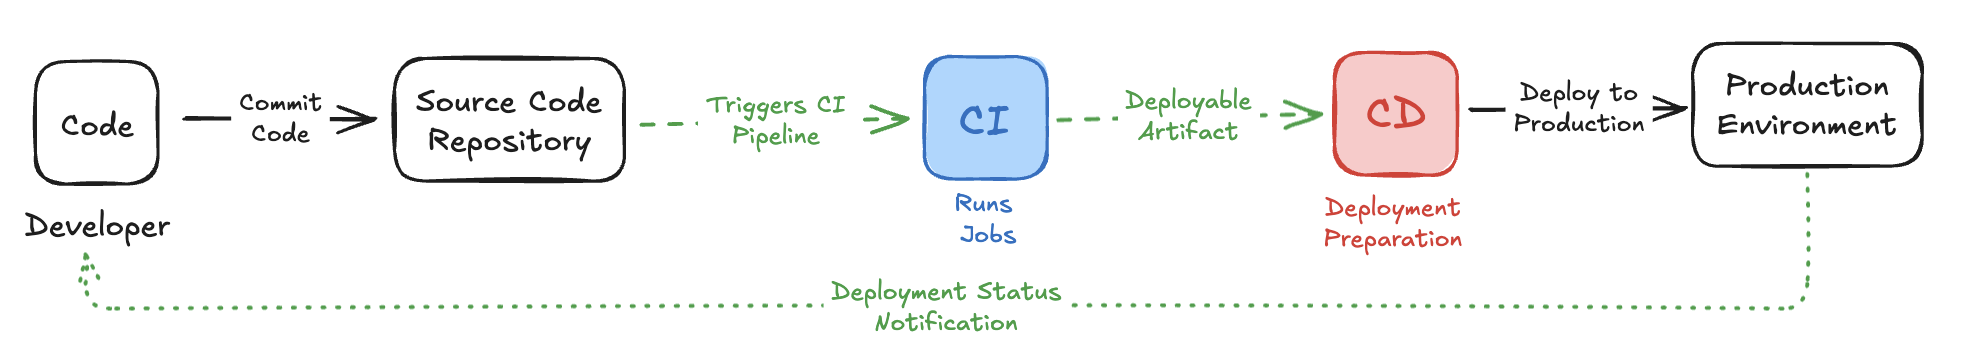 Code
Developer
Commit
Code
Source Code
Repository
Triggers CI
Pipeline
CI
Runs
Jobs
Deployable
Artifact
CD
Deployment
Preparation
Deploy to
Production
Production
Environment
Deployment Status
Notification